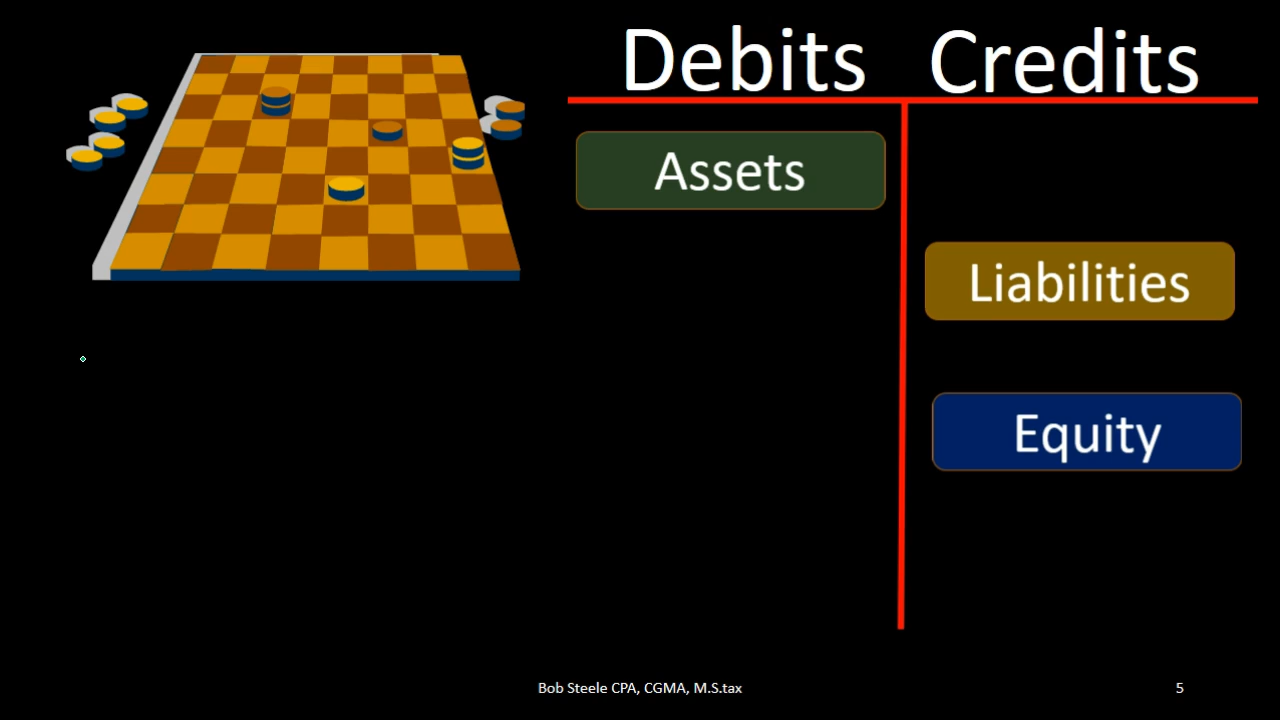 Debits Credits
Assets
Liabilities
Equity
Bob Steele CPA, CGMA, M.S.tax 5